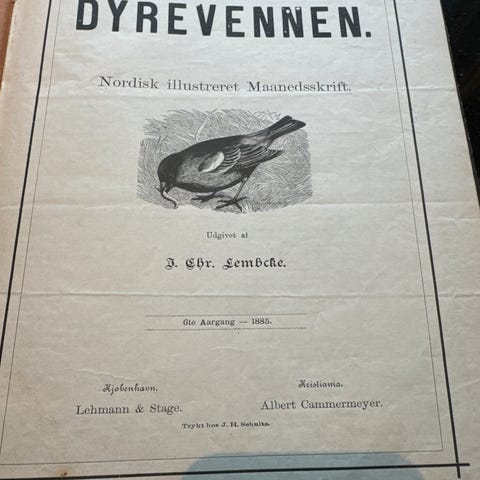 DYREVENNEN.
Nordisk illustreret Maanedsskrift.
Udgivet af
J. Chr. Lembcke.
6te Aargang — 1885.
Kjøbenhavn.
Lehmann & Stage.
Kristiania.
Albert Cammermeyer.
Trykt hos J. H. Schultz.